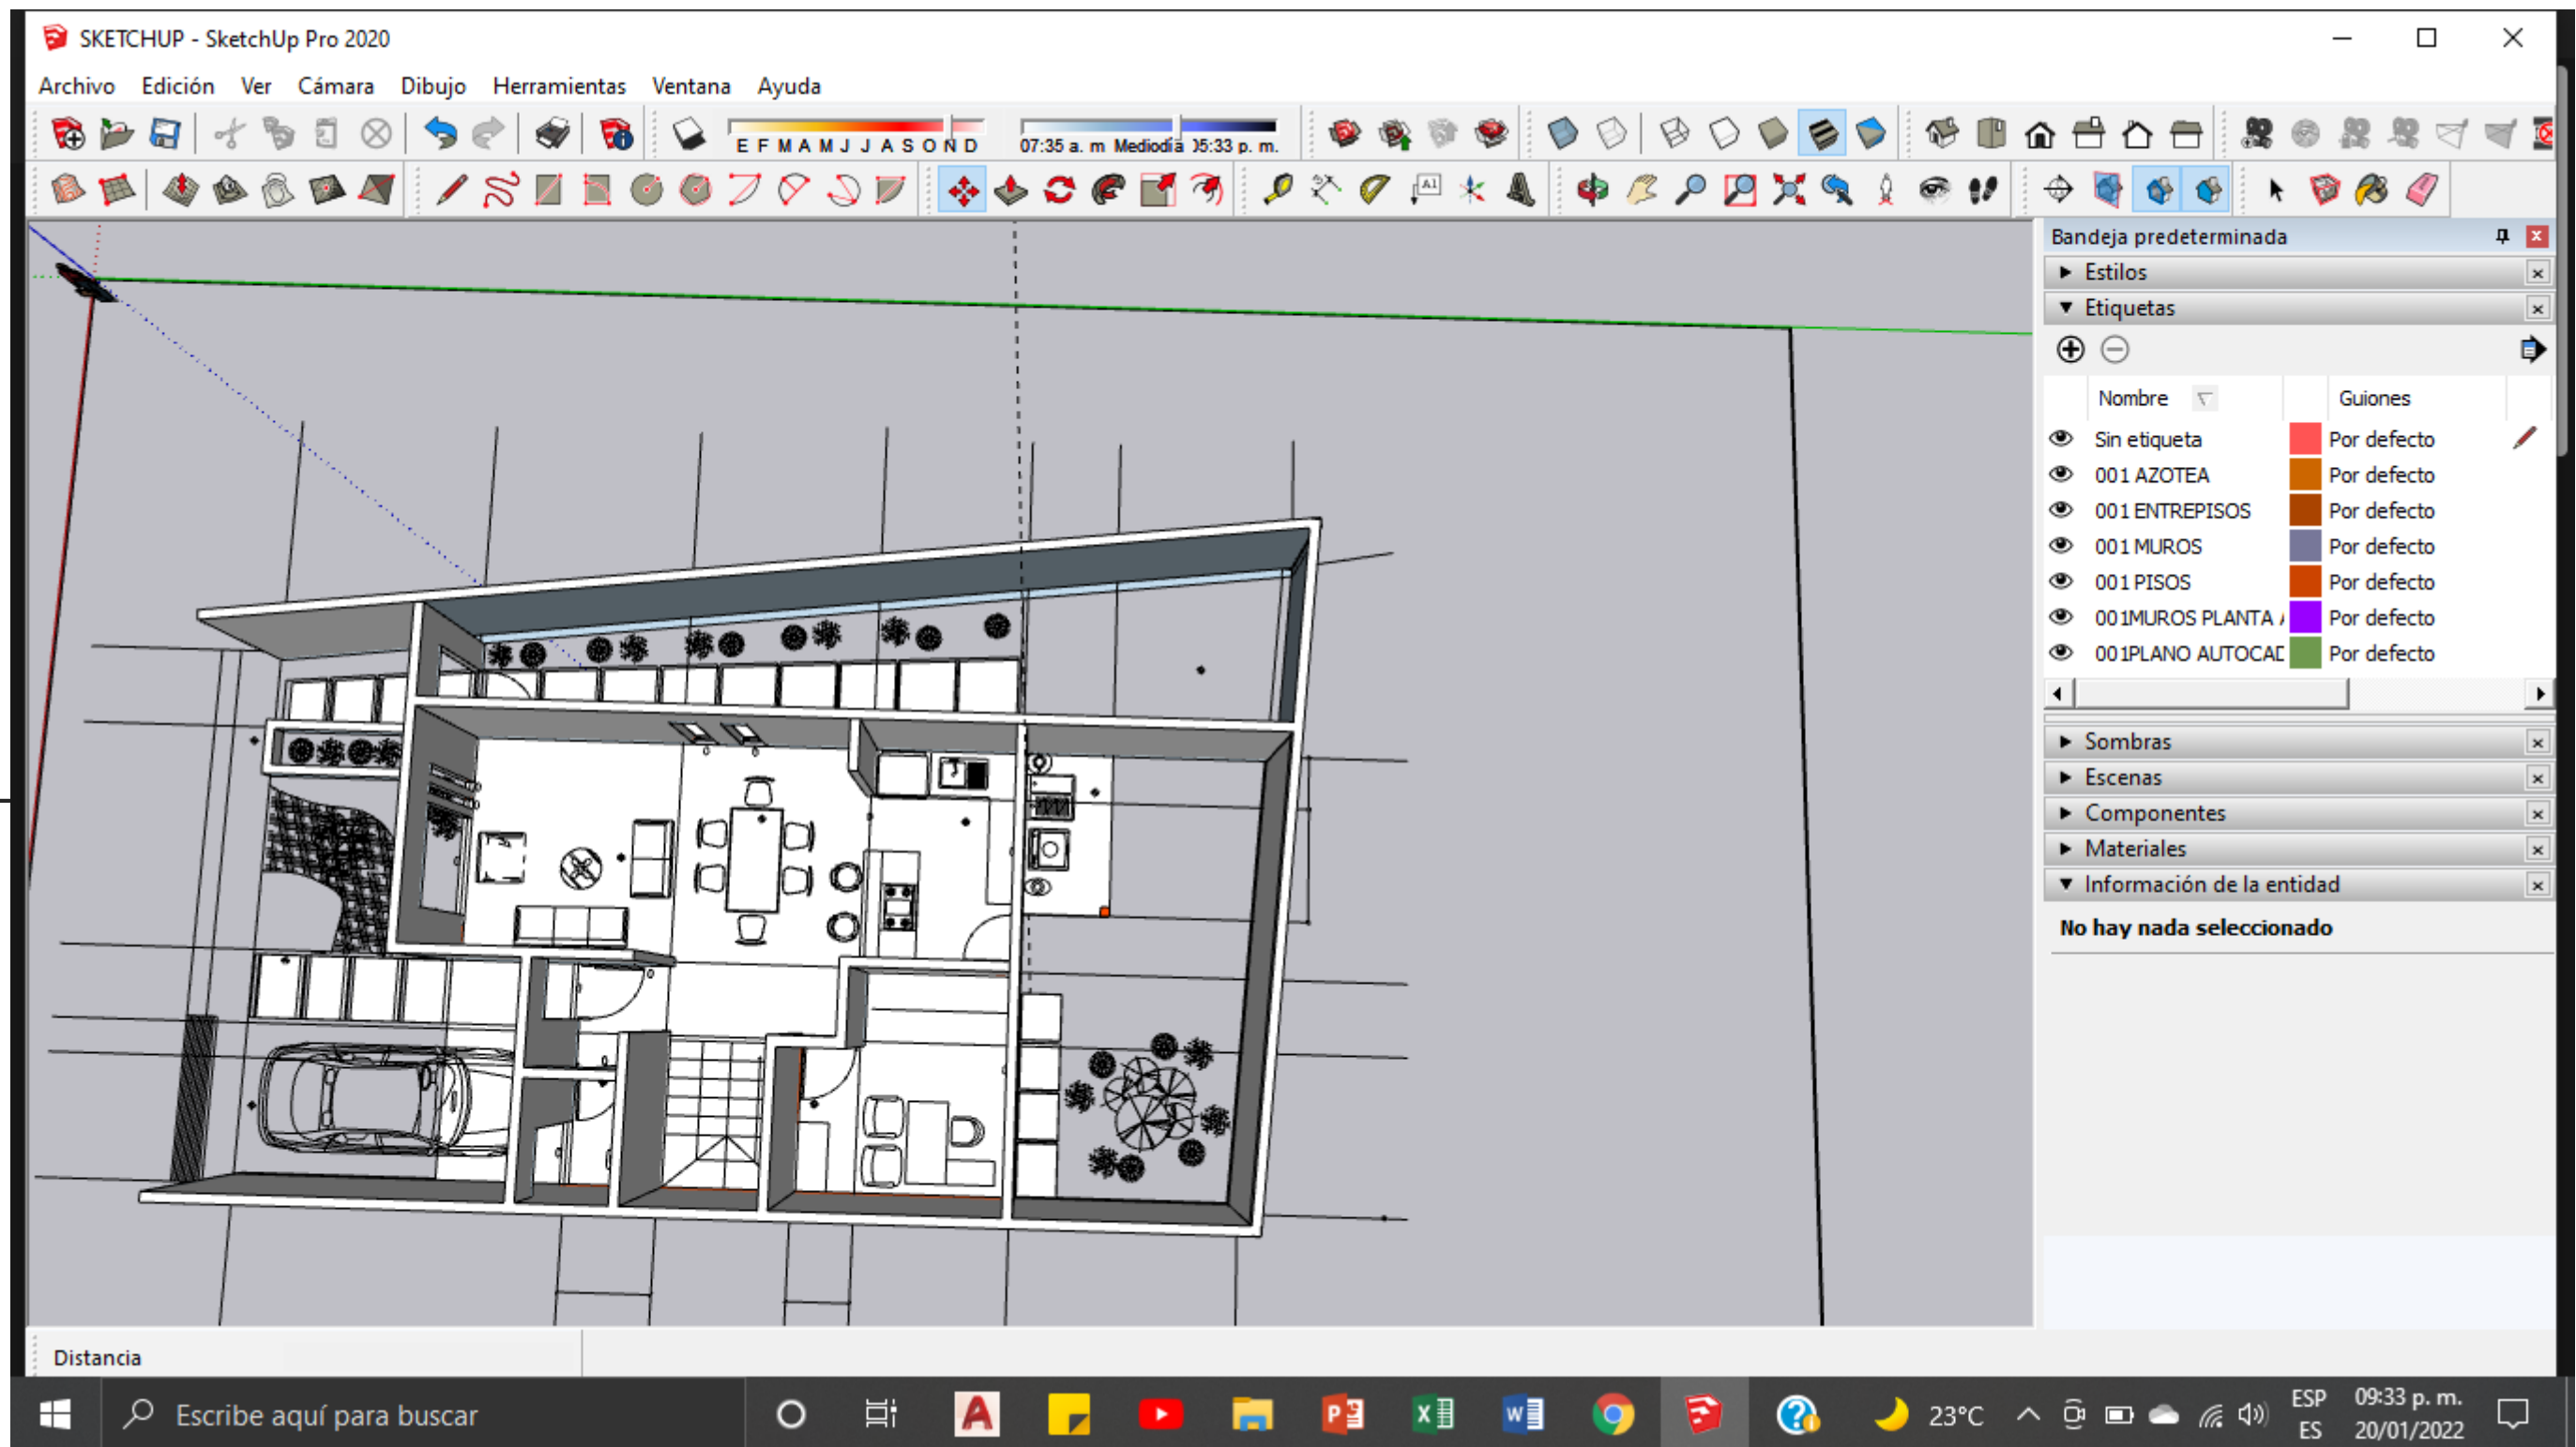 SKETCHUP - SketchUp Pro 2020
Archivo Edición Ver Cámara Dibujo Herramientas Ventana Ayuda
E F M A M J J A S O N D
07:35 a. m Mediodía 05:33 p. m.
A1
Bandeja predeterminada
Estilos
Etiquetas
Nombre Guiones
Sin etiqueta Por defecto
001 AZOTEA Por defecto
001 ENTREPISOS Por defecto
001 MUROS Por defecto
001 PISOS Por defecto
001MUROS PLANTA Por defecto
001PLANO AUTOCAD Por defecto
Sombras
Escenas
Componentes
Materiales
Información de la entidad
No hay nada seleccionado
Distancia
Escribe aquí para buscar
23°C
ESP
ES
09:33 p. m.
20/01/2022